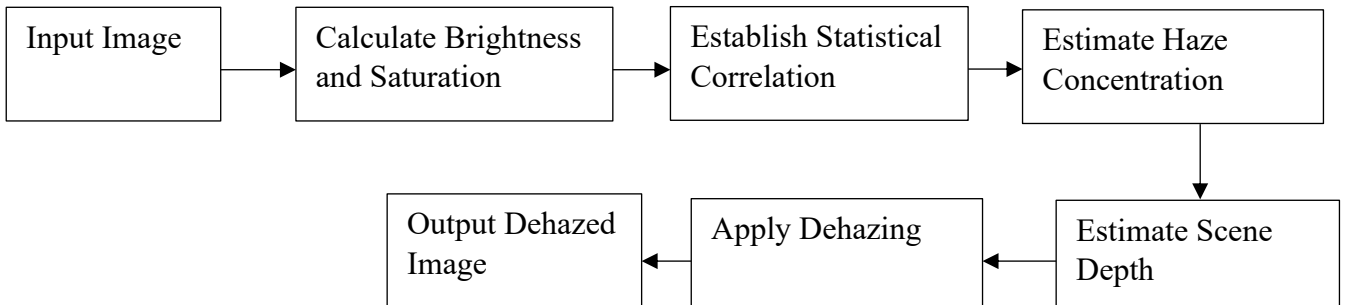 Input Image
Calculate Brightness
and Saturation
Establish Statistical
Correlation
Estimate Haze
Concentration
Estimate Scene
Depth
Apply Dehazing
Output Dehazed
Image